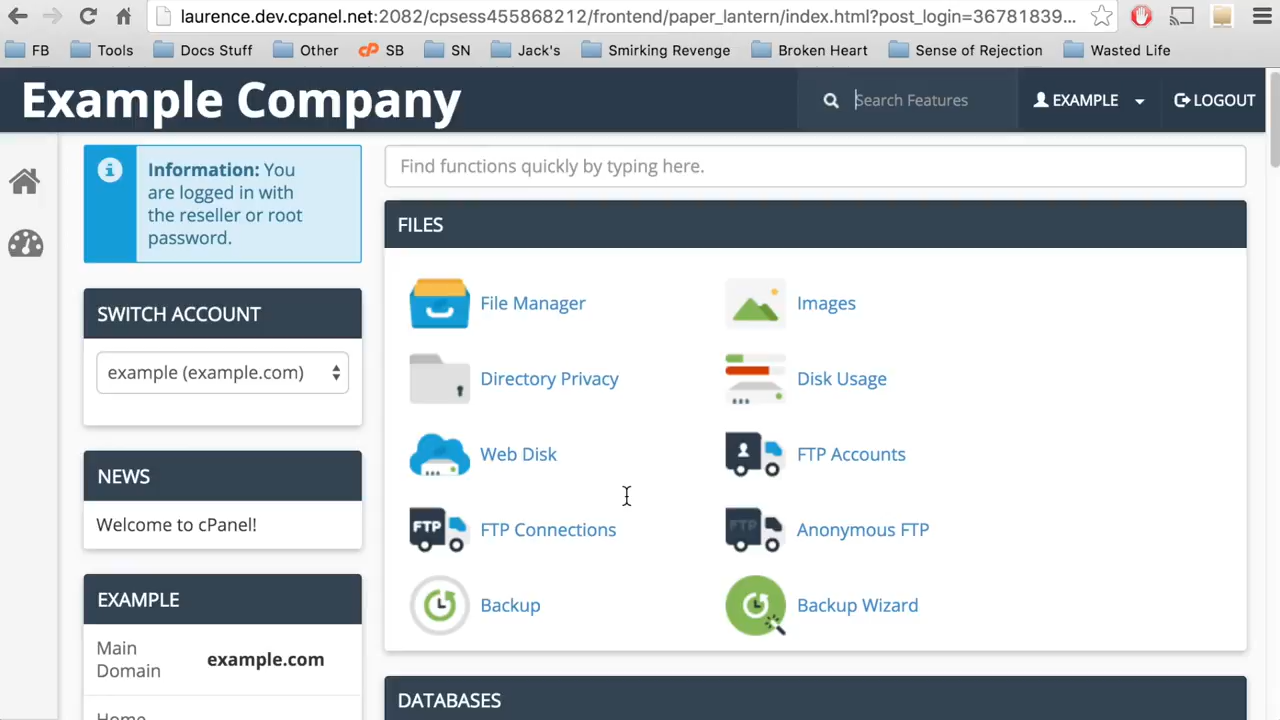 laurence.dev.cpanel.net:2082/cpsess455868212/frontend/paper_lantern/index.html?post_login=36781839...
FB Tools Docs Stuff Other cP SB SN Jack's Smirking Revenge Broken Heart Sense of Rejection Wasted Life
Example Company
Search Features
EXAMPLE
LOGOUT
Information: You
are logged in with
the reseller or root
password.
SWITCH ACCOUNT
example (example.com)
NEWS
Welcome to cPanel!
EXAMPLE
Main
Domain
example.com
Home
Find functions quickly by typing here.
FILES
File Manager
Images
Directory Privacy
Disk Usage
Web Disk
FTP Accounts
FTP FTP Connections
FTP Anonymous FTP
Backup
Backup Wizard
DATABASES